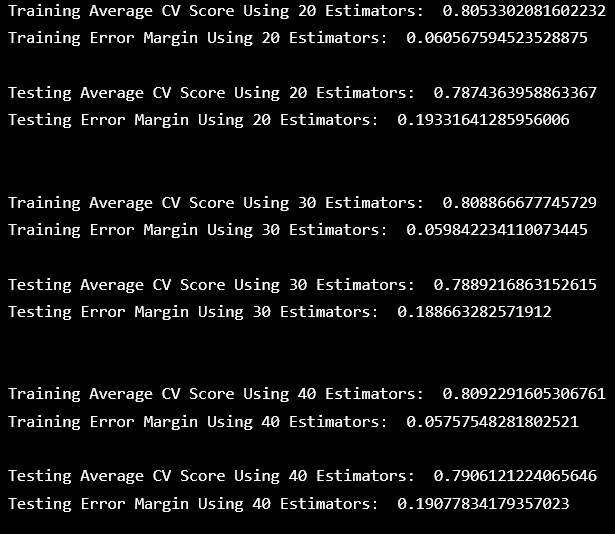 Training Average CV Score Using 20 Estimators:  0.8053302081602232
Training Error Margin Using 20 Estimators:  0.060567594523528875
Testing Average CV Score Using 20 Estimators:  0.7874363958863367
Testing Error Margin Using 20 Estimators:  0.19331641285956006
Training Average CV Score Using 30 Estimators:  0.808866677745729
Training Error Margin Using 30 Estimators:  0.059842234110073445
Testing Average CV Score Using 30 Estimators:  0.7889216863152615
Testing Error Margin Using 30 Estimators:  0.188663282571912
Training Average CV Score Using 40 Estimators:  0.8092291605306761
Training Error Margin Using 40 Estimators:  0.05757548281802521
Testing Average CV Score Using 40 Estimators:  0.7906121224065646
Testing Error Margin Using 40 Estimators:  0.19077834179357023